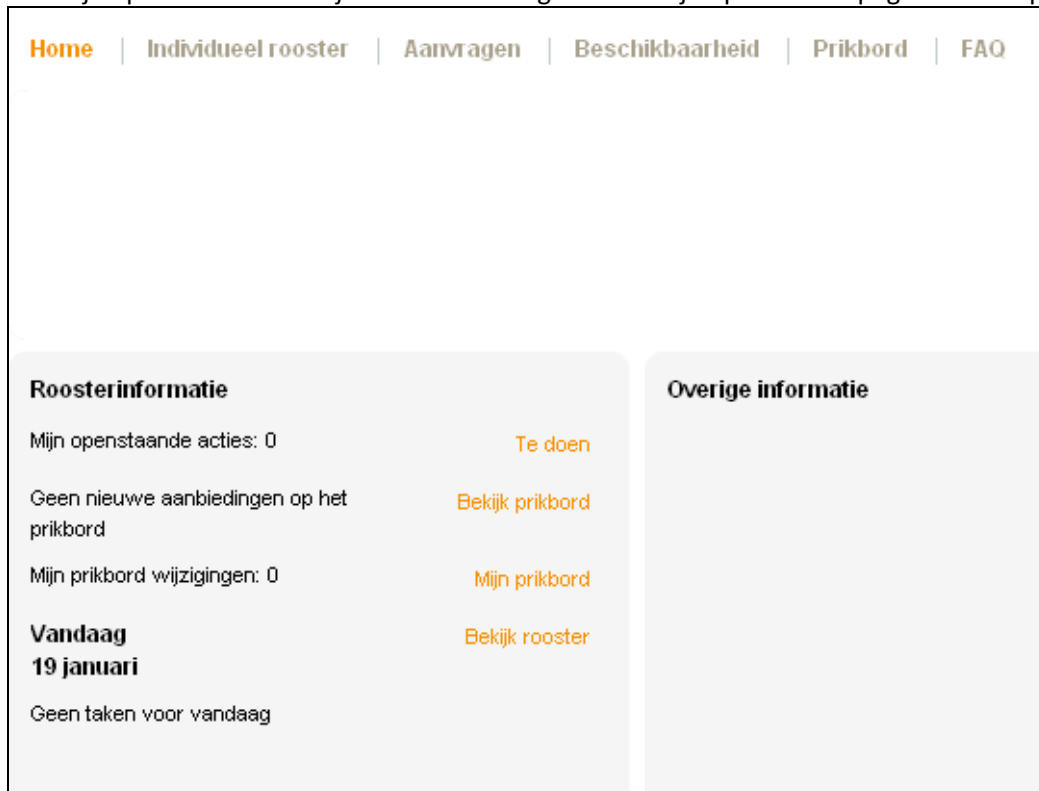 Home | Individueel rooster | Aanvragen | Beschikbaarheid | Prikbord | FAQ
Roosterinformatie
Mijn openstaande acties: 0 Te doen
Geen nieuwe aanbiedingen op het prikbord Bekijk prikbord
Mijn prikbord wijzigingen: 0 Mijn prikbord
Vandaag Bekijk rooster
19 januari
Geen taken voor vandaag
Overige informatie